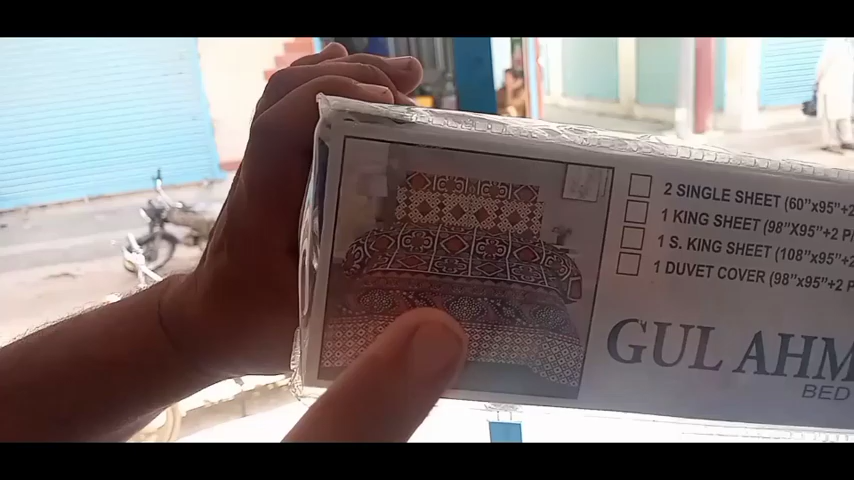 2 SINGLE SHEET (60"X95"+2
1 KING SHEET (98"X95"+2 P
1 S. KING SHEET (108"X95"+2
1 DUVET COVER (98"X95"+2 P
GUL AHM
BED